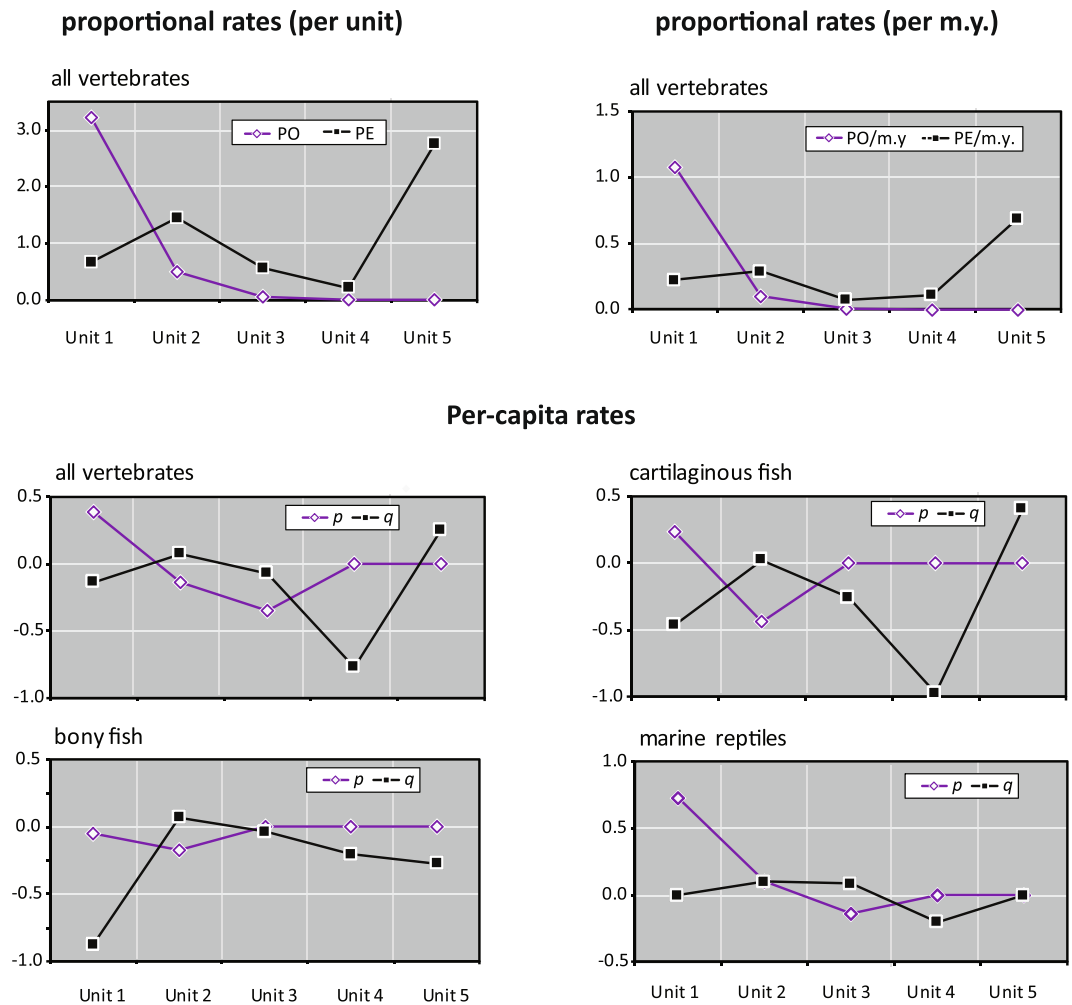 proportional rates (per unit)
proportional rates (per m.y.)
all vertebrates
3.0
2.0
1.0
0.0
PO PE
Unit 1 Unit 2 Unit 3 Unit 4 Unit 5
all vertebrates
1.5
1.0
0.5
0.0
PO/m.y PE/m.y.
Unit 1 Unit 2 Unit 3 Unit 4 Unit 5
Per-capita rates
all vertebrates
0.5
0.0
-0.5
-1.0
p q
cartilaginous fish
0.5
0.0
-0.5
-1.0
p q
bony fish
0.5
0.0
-0.5
-1.0
p q
Unit 1 Unit 2 Unit 3 Unit 4 Unit 5
marine reptiles
1.0
0.5
0.0
-0.5
p q
Unit 1 Unit 2 Unit 3 Unit 4 Unit 5